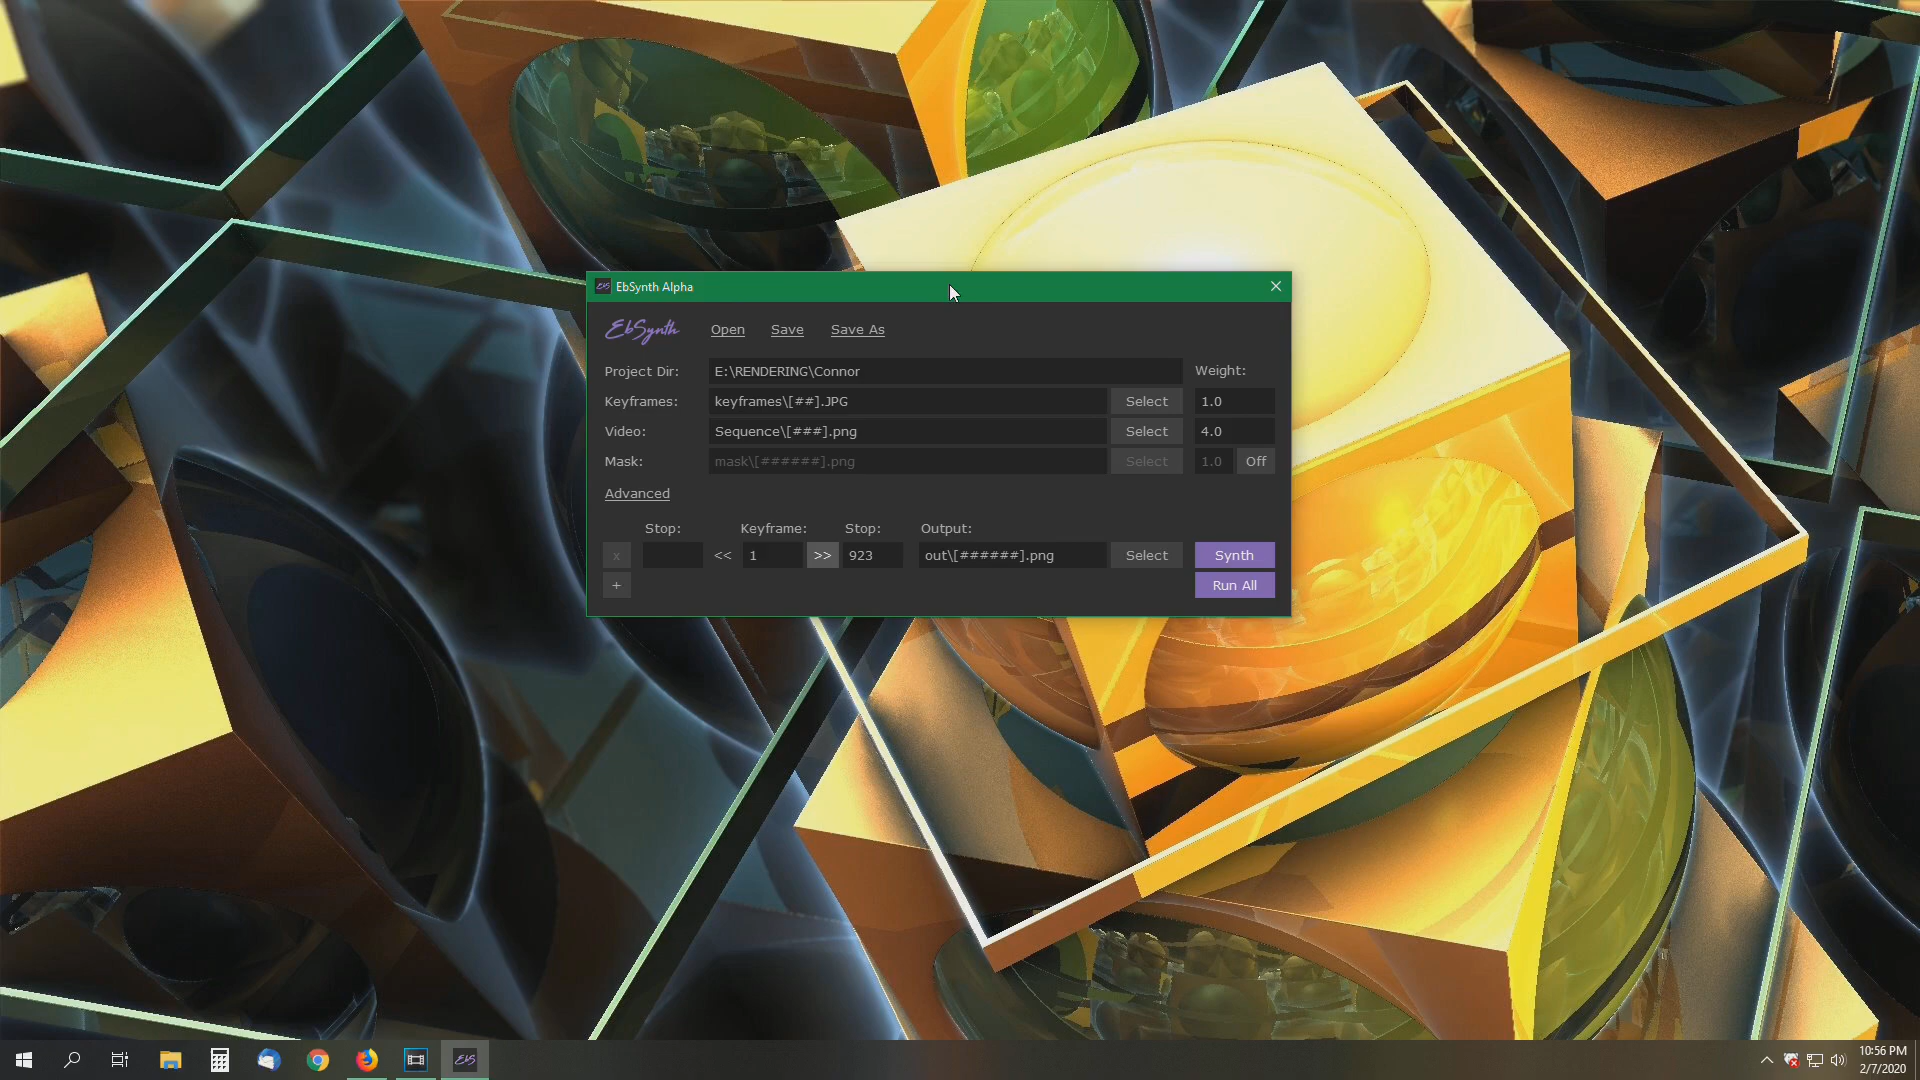 EbSynth Alpha
EbSynth Open Save Save As
Project Dir: E:\RENDERING\Connor Weight:
Keyframes: keyframes\[##].JPG Select 1.0
Video: Sequence\[###].png Select 4.0
Mask: mask\[######].png Select 1.0 Off
Advanced
Stop: Keyframe: Stop: Output:
x << 1 >> 923 out\[######].png Select Synth
+ Run All
EbS
10:56 PM
2/7/2020